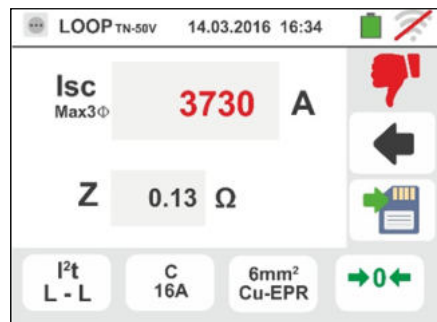 LOOP TN-50V 14.03.2016 16:34
Isc
Max3Φ
3730 A
Z 0.13 Ω
I²t
L - L
C
16A
6mm²
Cu-EPR
→0←